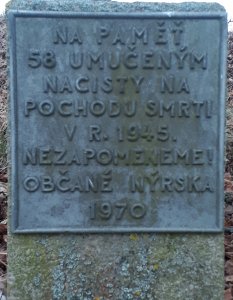 NA PAMĚŤ
58 UMUČENÝM
NACISTY NA
POCHODU SMRTI
V R. 1945.
NEZAPOMENEME!
OBČANÉ NÝRSKA
1970